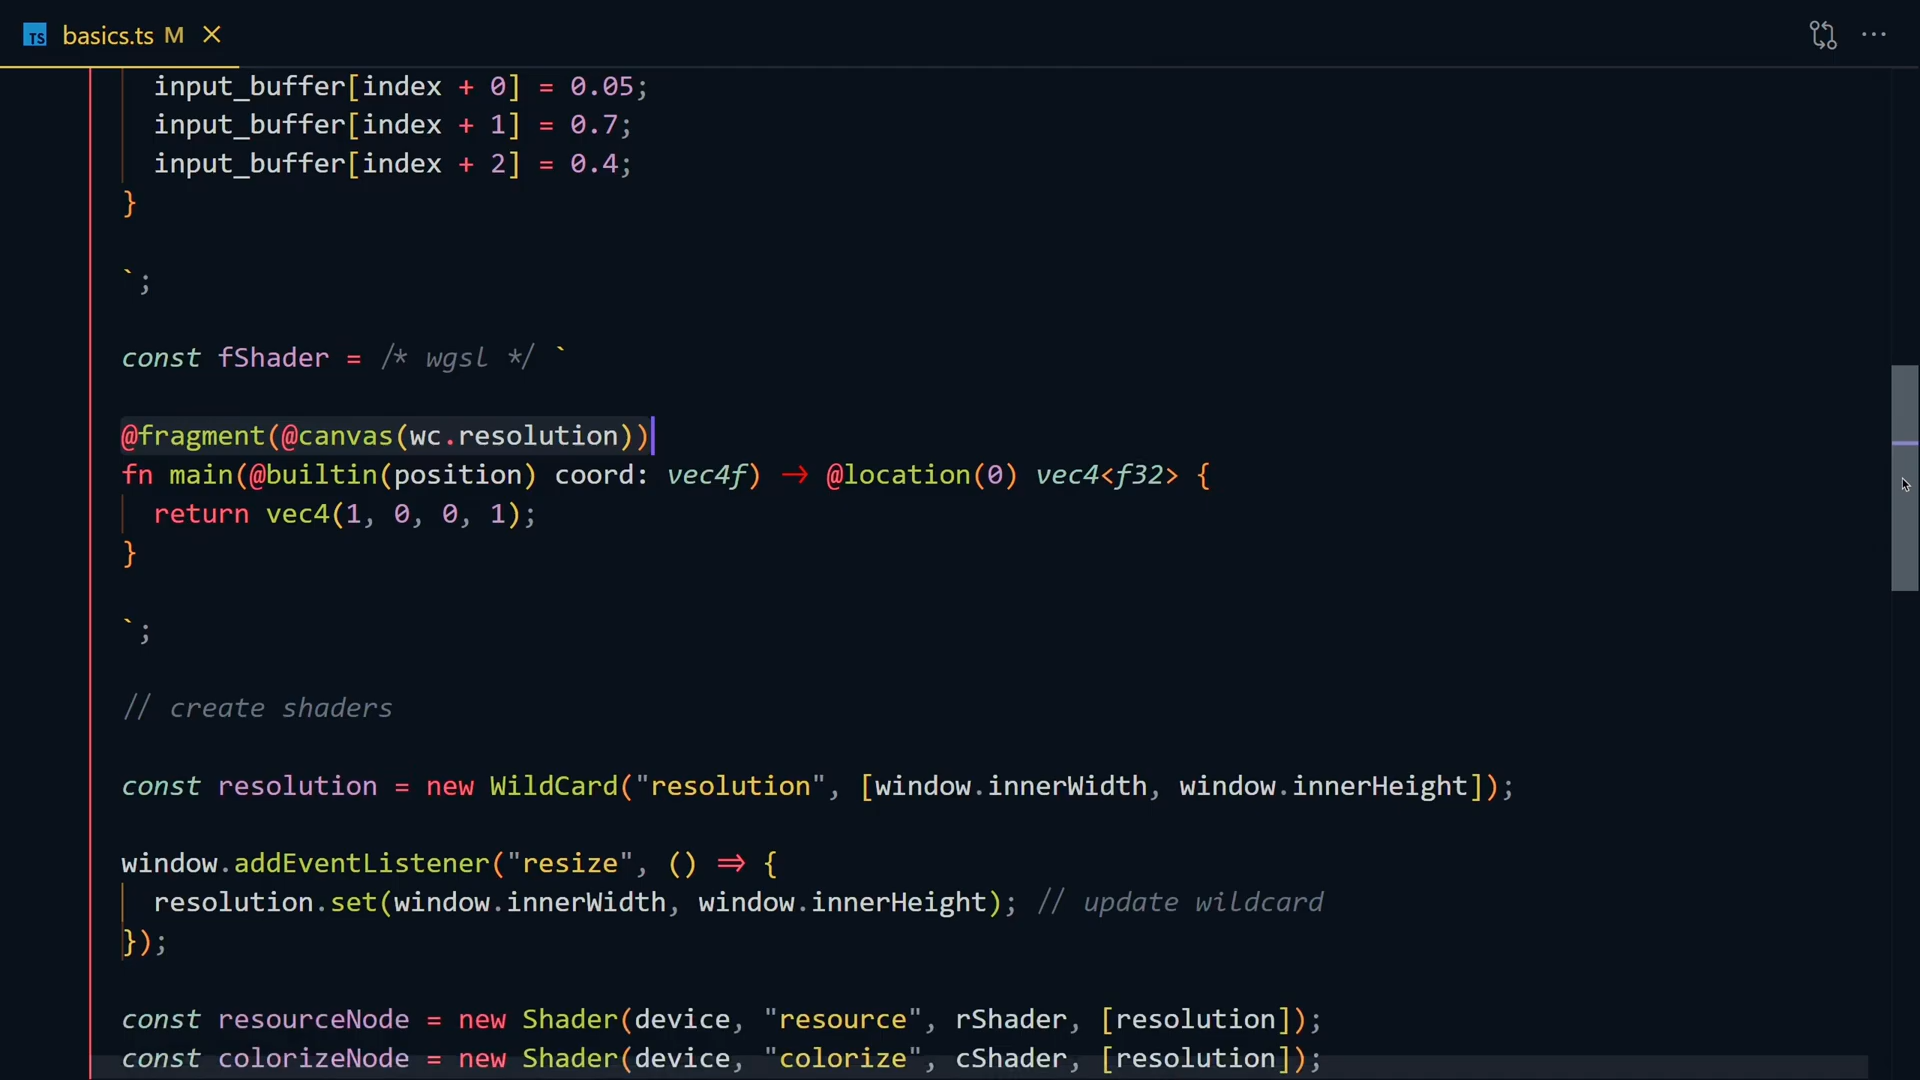 TS basics.ts M
input_buffer[index + 0] = 0.05;
input_buffer[index + 1] = 0.7;
input_buffer[index + 2] = 0.4;
}
`;
const fShader = /* wgsl */ `
@fragment(@canvas(wc.resolution))
fn main(@builtin(position) coord: vec4f) → @location(0) vec4<f32> {
return vec4(1, 0, 0, 1);
}
`;
// create shaders
const resolution = new WildCard("resolution", [window.innerWidth, window.innerHeight]);
window.addEventListener("resize", () ⇒ {
resolution.set(window.innerWidth, window.innerHeight); // update wildcard
});
const resourceNode = new Shader(device, "resource", rShader, [resolution]);
const colorizeNode = new Shader(device, "colorize", cShader, [resolution]);